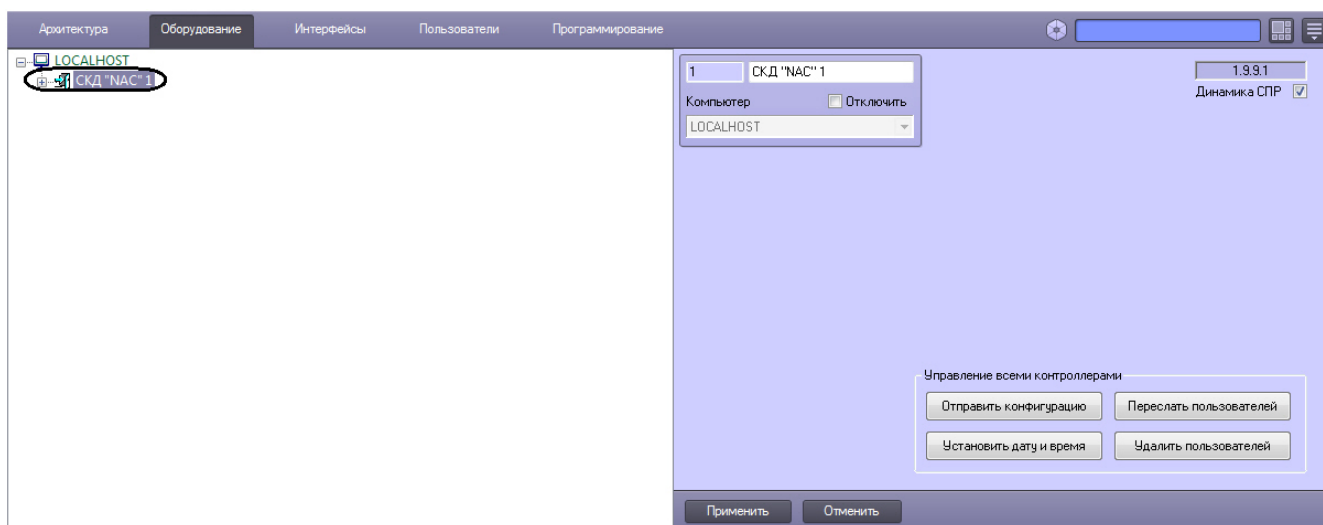 Архитектура Оборудование Интерфейсы Пользователи Программирование
LOCALHOST
СКД "NAC" 1
1 СКД "NAC" 1
1.9.9.1
Компьютер Отключить
Динамика СПР
LOCALHOST
Управление всеми контроллерами
Отправить конфигурацию Переслать пользователей
Установить дату и время Удалить пользователей
Применить Отменить